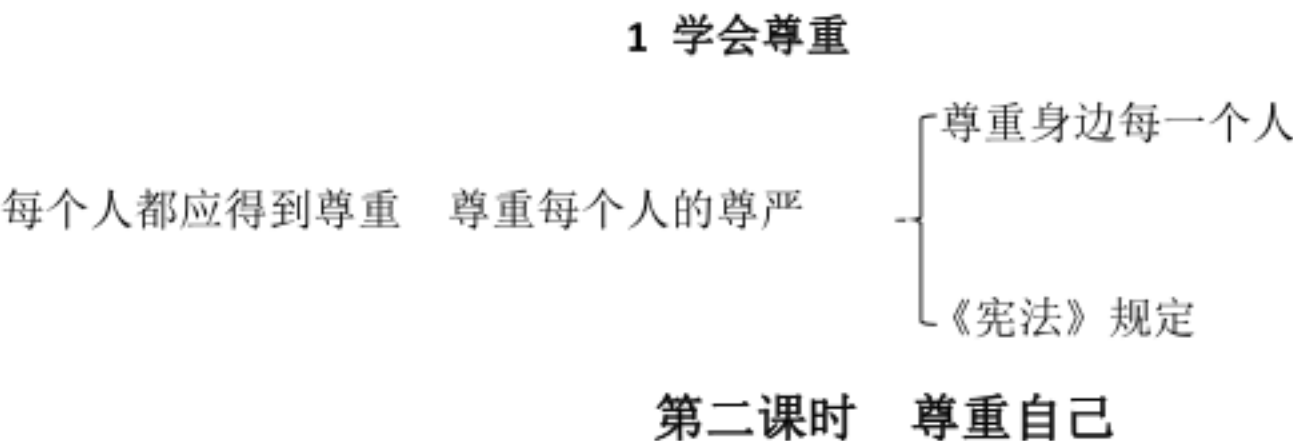 1 学会尊重
尊重身边每一个人
每个人都应得到尊重 尊重每个人的尊严
《宪法》规定
第二课时 尊重自己